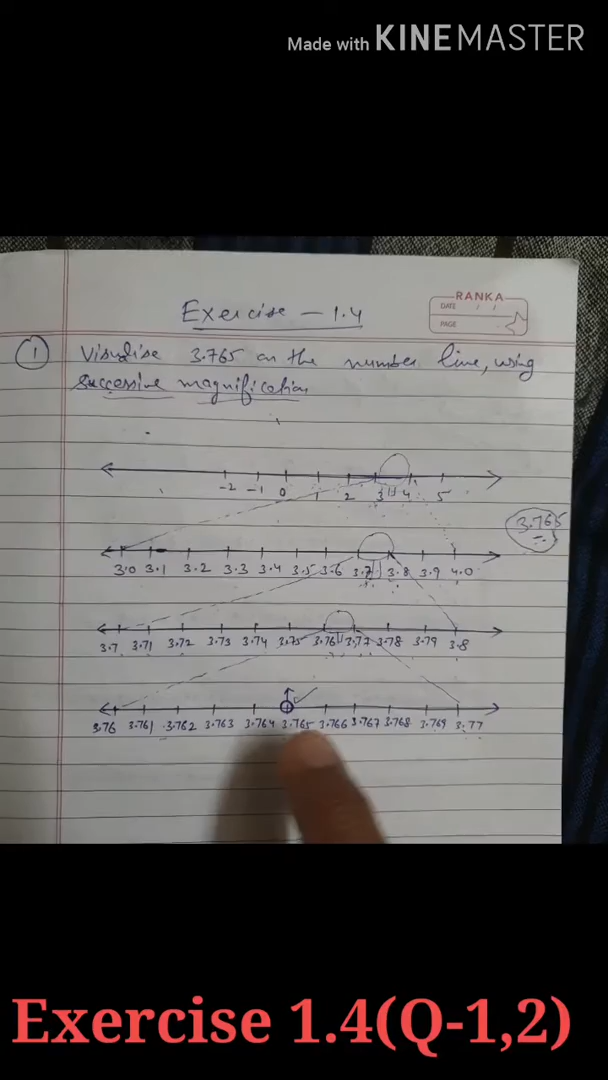 Made with KINEMASTER
Exercise - 1.4
RANKA
DATE / /
PAGE
1 Visualise 3.765 on the number line, using
successive magnification
-2 -1 0 1 2 3 4 5
3.765
3.0 3.1 3.2 3.3 3.4 3.5 3.6 3.7 3.8 3.9 4.0
3.7 3.71 3.72 3.73 3.74 3.75 3.76 3.77 3.78 3.79 3.8
3.76 3.761 3.762 3.763 3.764 3.765 3.766 3.767 3.768 3.769 3.77
Exercise 1.4(Q-1,2)